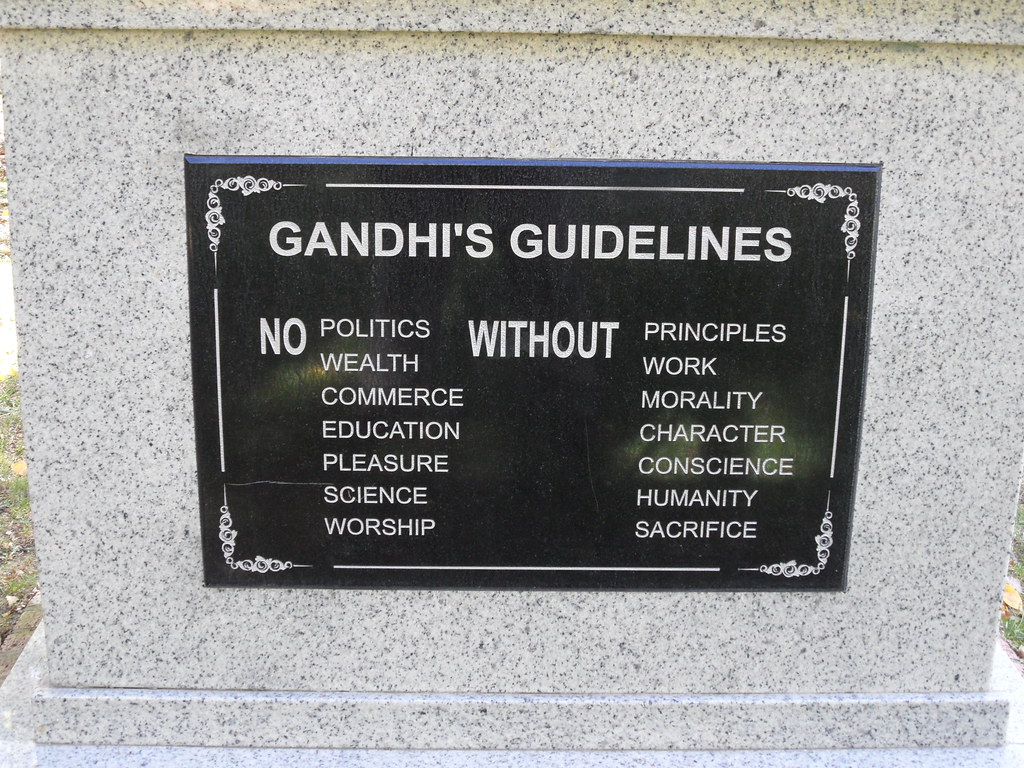 GANDHI'S GUIDELINES
NO POLITICS WITHOUT PRINCIPLES
WEALTH WORK
COMMERCE MORALITY
EDUCATION CHARACTER
PLEASURE CONSCIENCE
SCIENCE HUMANITY
WORSHIP SACRIFICE